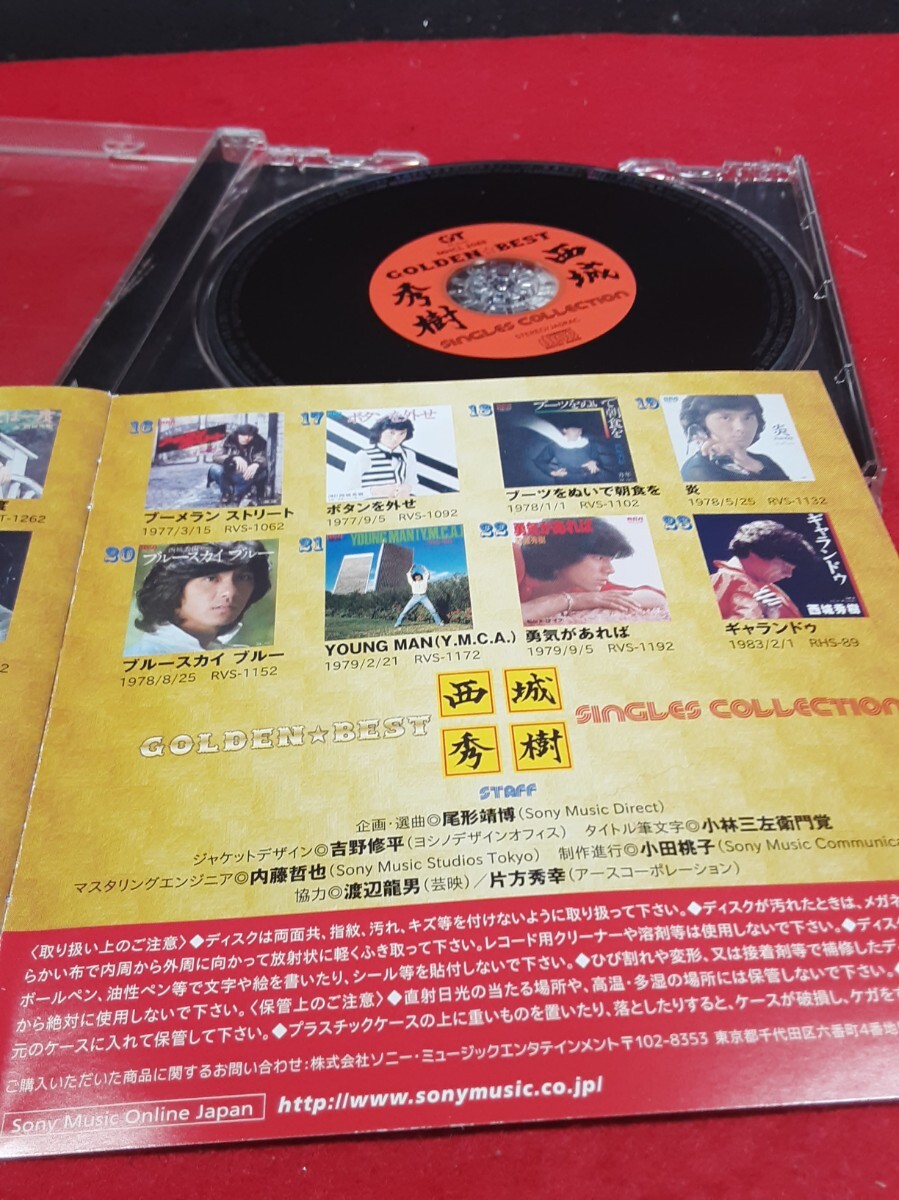 GT
GOLDEN☆BEST
西城
秀樹
SINGLES COLLECTION
STEREO/JASRAC
T-1262
16
ブーメラン ストリート
1977/3/15 RVS-1062
17
ボタンを外せ
ボタンを外せ
1977/9/5 RVS-1092
18
ブーツをぬいで朝食を
ブーツをぬいで朝食を
1978/1/1 RVS-1102
19
炎
炎
1978/5/25 RVS-1132
20
ブルースカイ ブルー
ブルースカイ ブルー
1978/8/25 RVS-1152
21
YOUNG MAN(Y.M.C.A.)
YOUNG MAN(Y.M.C.A.)
1979/2/21 RVS-1172
22
勇気があれば
勇気があれば
1979/9/5 RVS-1192
23
ギャランドゥ
西城秀樹
ギャランドゥ
1983/2/1 RHS-89
GOLDEN★BEST
西城
秀樹
SINGLES COLLECTION
STAFF
企画・選曲◎尾形靖博(Sony Music Direct)
ジャケットデザイン◎吉野修平(ヨシノデザインオフィス) タイトル筆文字◎小林三左衛門覚
マスタリングエンジニア◎内藤哲也(Sony Music Studios Tokyo) 制作進行◎小田桃子(Sony Music Communica
協力◎渡辺龍男(芸映)／片方秀幸(アースコーポレーション)
〈取り扱い上のご注意〉◆ディスクは両面共、指紋、汚れ、キズ等を付けないように取り扱って下さい。◆ディスクが汚れたときは、メガネ
らかい布で内周から外周に向かって放射状に軽くふき取って下さい。レコード用クリーナーや溶剤等は使用しないで下さい。◆ディス
ボールペン、油性ペン等で文字や絵を書いたり、シール等を貼付しないで下さい。◆ひび割れや変形、又は接着剤等で補修したディ
から絶対に使用しないで下さい。〈保管上のご注意〉◆直射日光の当たる場所や、高温・多湿の場所には保管しないで下さい。◆
元のケースに入れて保管して下さい。◆プラスチックケースの上に重いものを置いたり、落としたりすると、ケースが破損し、ケガをす
ご購入いただいた商品に関するお問い合わせ:株式会社ソニー・ミュージックエンタテインメント〒102-8353 東京都千代田区六番町4番地
Sony Music Online Japan http://www.sonymusic.co.jp/